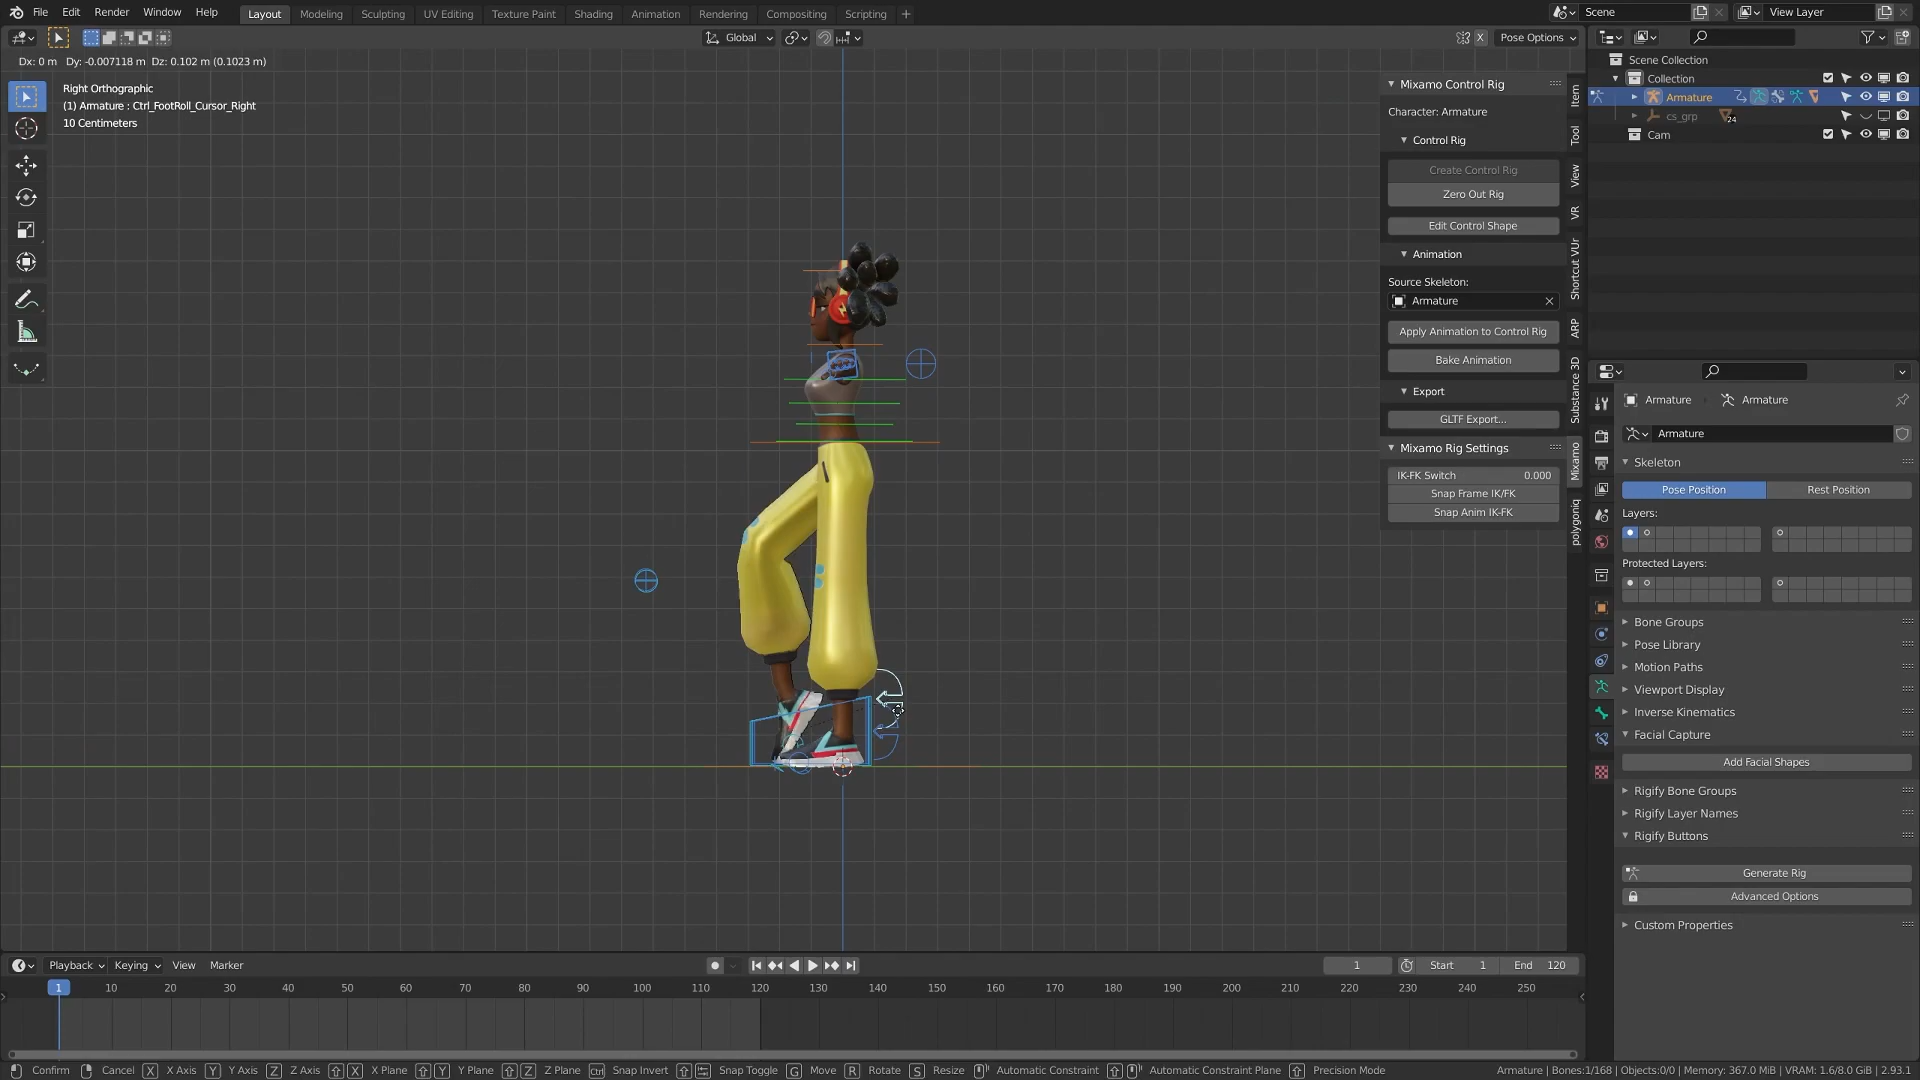 File Edit Render Window Help Layout Modeling Sculpting UV Editing Texture Paint Shading Animation Rendering Compositing Scripting + Scene View Layer
Global Pose Options
Dx: 0 m Dy: -0.007118 m Dz: 0.102 m (0.1023 m)
Right Orthographic
(1) Armature : Ctrl_FootRoll_Cursor_Right
10 Centimeters
Mixamo Control Rig
Character: Armature
Control Rig
Create Control Rig
Zero Out Rig
Edit Control Shape
Animation
Source Skeleton:
Armature
Apply Animation to Control Rig
Bake Animation
Export
GLTF Export...
Mixamo Rig Settings
IK-FK Switch 0.000
Snap Frame IK/FK
Snap Anim IK-FK
Item
Tool
View
VR
Shortcut VUr
ARP
Substance 3D
Mixamo
polygoniq
Scene Collection
Collection
Armature
cs_grp 24
Cam
Armature Armature
Armature
Skeleton
Pose Position Rest Position
Layers:
Protected Layers:
Bone Groups
Pose Library
Motion Paths
Viewport Display
Inverse Kinematics
Facial Capture
Add Facial Shapes
Rigify Bone Groups
Rigify Layer Names
Rigify Buttons
Generate Rig
Advanced Options
Custom Properties
Playback Keying View Marker 1 Start 1 End 120
1 10 20 30 40 50 60 70 80 90 100 110 120 130 140 150 160 170 180 190 200 210 220 230 240 250
Confirm Cancel X X Axis Y Y Axis Z Z Axis X X Plane Y Y Plane Z Z Plane Ctrl Snap Invert Snap Toggle G Move R Rotate S Resize Automatic Constraint Automatic Constraint Plane Precision Mode Armature | Bones:1/168 | Objects:0/0 | Memory: 367.0 MiB | VRAM: 1.6/8.0 GiB | 2.93.1